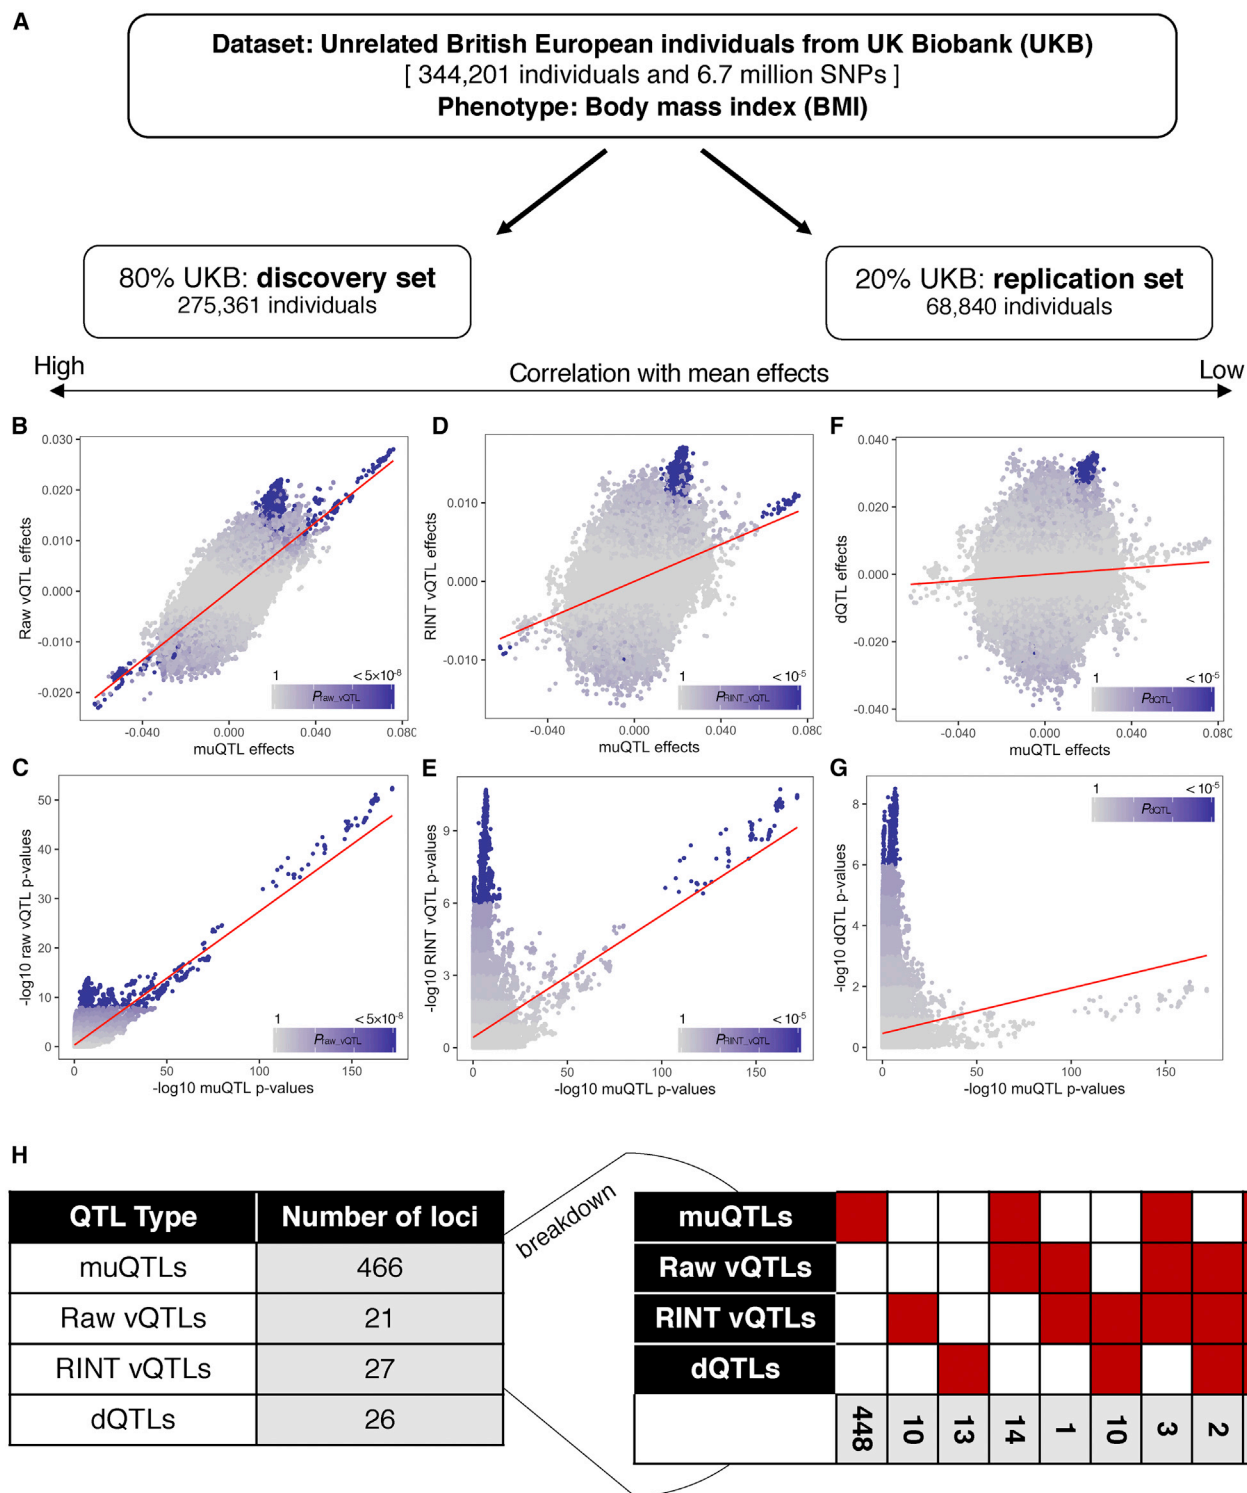 A
Dataset: Unrelated British European individuals from UK Biobank (UKB)
[ 344,201 individuals and 6.7 million SNPs ]
Phenotype: Body mass index (BMI)
80% UKB: discovery set
275,361 individuals
20% UKB: replication set
68,840 individuals
High
Correlation with mean effects
Low
B
Raw vQTL effects
0.030
0.020
0.010
0.000
-0.010
-0.020
1
<5×10-8
Praw_vQTL
-0.040
0.000
0.040
0.080
muQTL effects
D
RINT vQTL effects
0.010
0.000
-0.010
1
<10-5
PRINT_vQTL
-0.040
0.000
0.040
0.080
muQTL effects
F
dQTL effects
0.040
0.020
0.000
-0.020
-0.040
1
<10-5
PdQTL
-0.040
0.000
0.040
0.080
muQTL effects
C
-log10 raw vQTL p-values
50
40
30
20
10
0
1
<5×10-8
Praw_vQTL
0
50
100
150
-log10 muQTL p-values
E
-log10 RINT vQTL p-values
9
6
3
0
1
<10-5
PRINT_vQTL
0
50
100
150
-log10 muQTL p-values
G
-log10 dQTL p-values
8
6
4
2
0
1
<10-5
PdQTL
0
50
100
150
-log10 muQTL p-values
H
QTL Type
Number of loci
muQTLs
466
Raw vQTLs
21
RINT vQTLs
27
dQTLs
26
breakdown
muQTLs
Raw vQTLs
RINT vQTLs
dQTLs
448
10
13
14
1
10
3
2